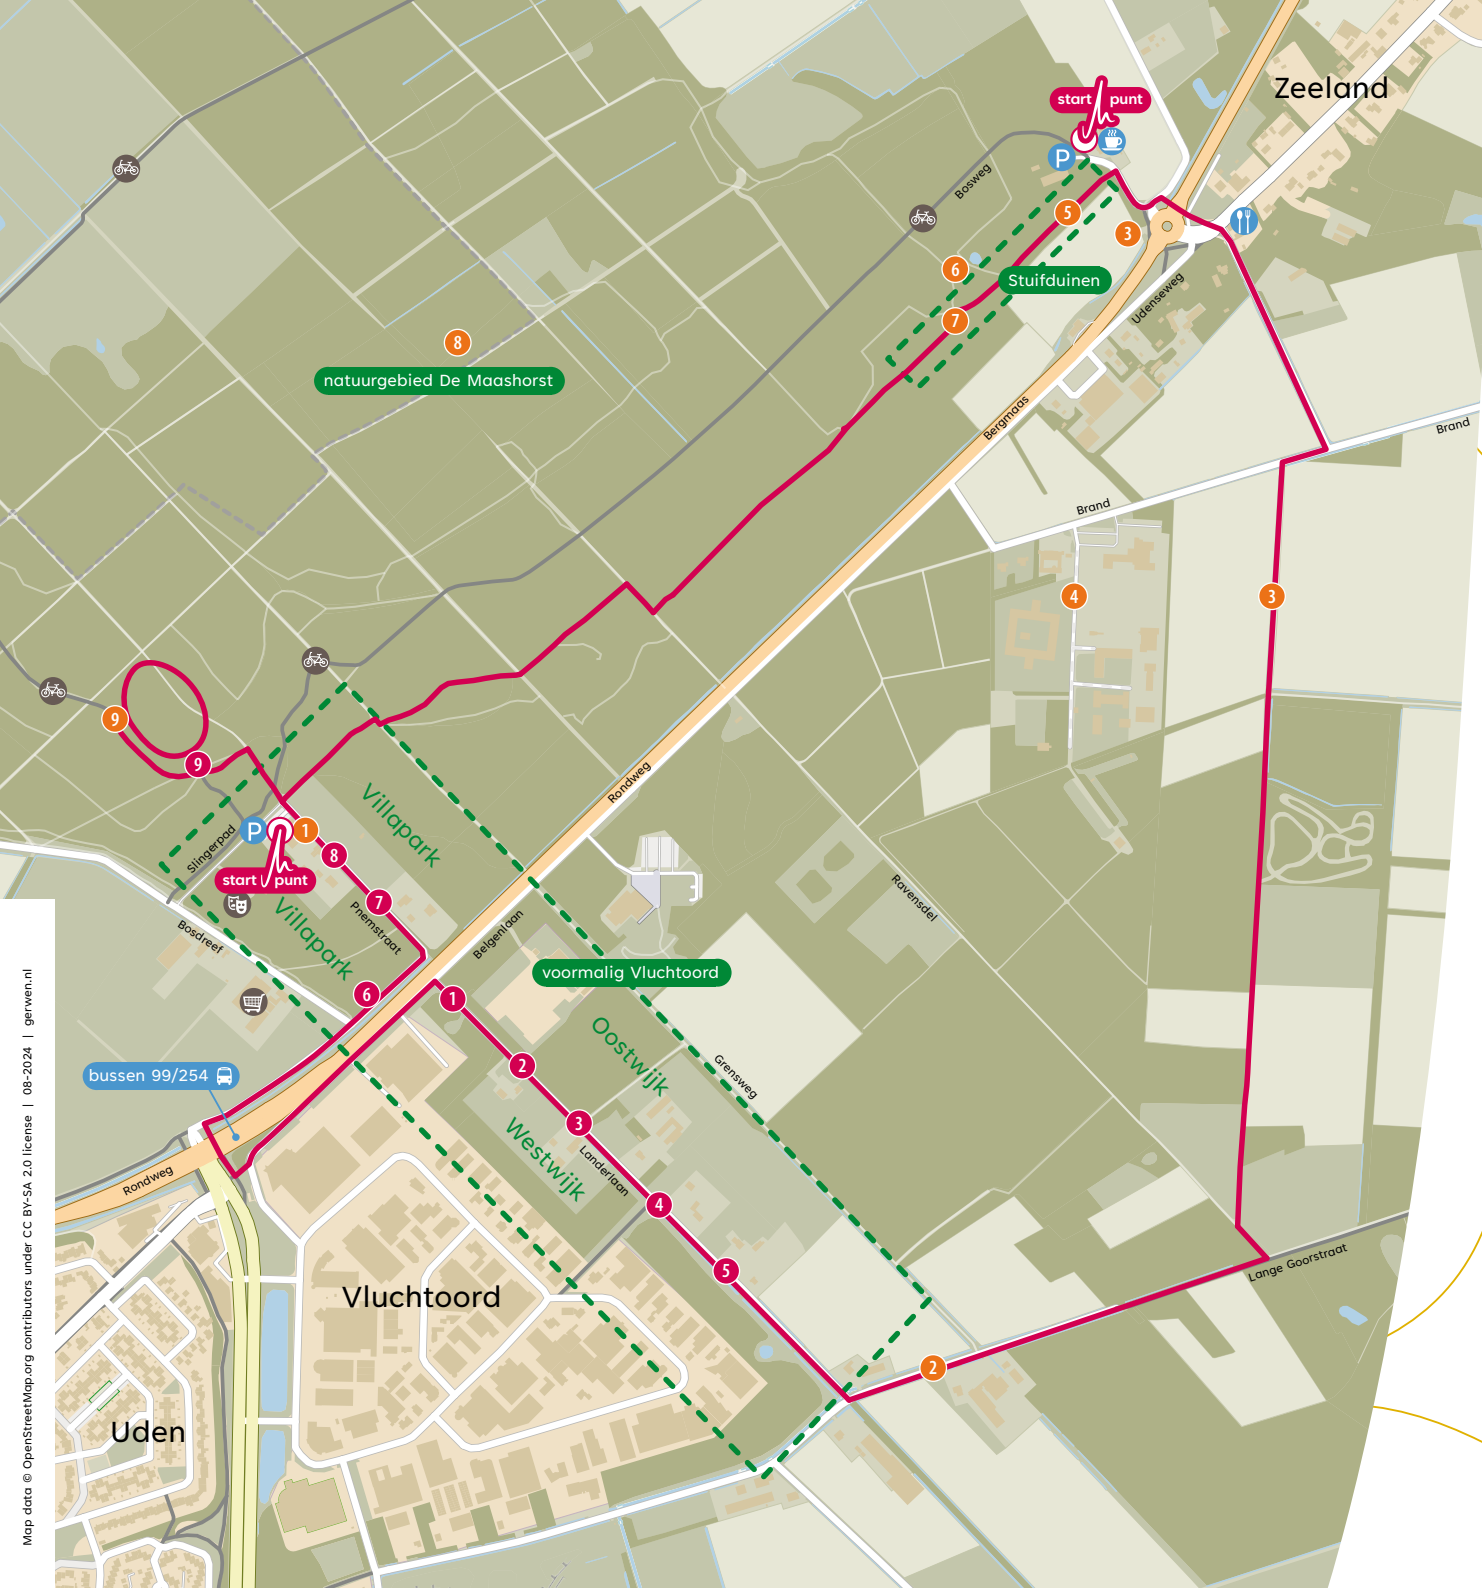 Zeeland
start punt
P
Bosweg
5
3
6
Stuifduinen
7
Udenseweg
8
natuurgebied De Maashorst
Bergmaas
Brand
Brand
4
3
9
9
Rondweg
Villapark
P
1
Slingerpad
8
start punt
7
Pnemstraat
Villapark
Ravensdel
Bosdreef
Belgenlaan
voormalig Vluchtoord
6
1
Oostwijk
2
bussen 99/254
Grensweg
3
Westwijk
Landerlaan
Rondweg
4
5
Lange Goorstraat
Vluchtoord
2
Uden
Map data © OpenStreetMap.org contributors under CC BY-SA 2.0 license | 08-2024 | gerwen.nl